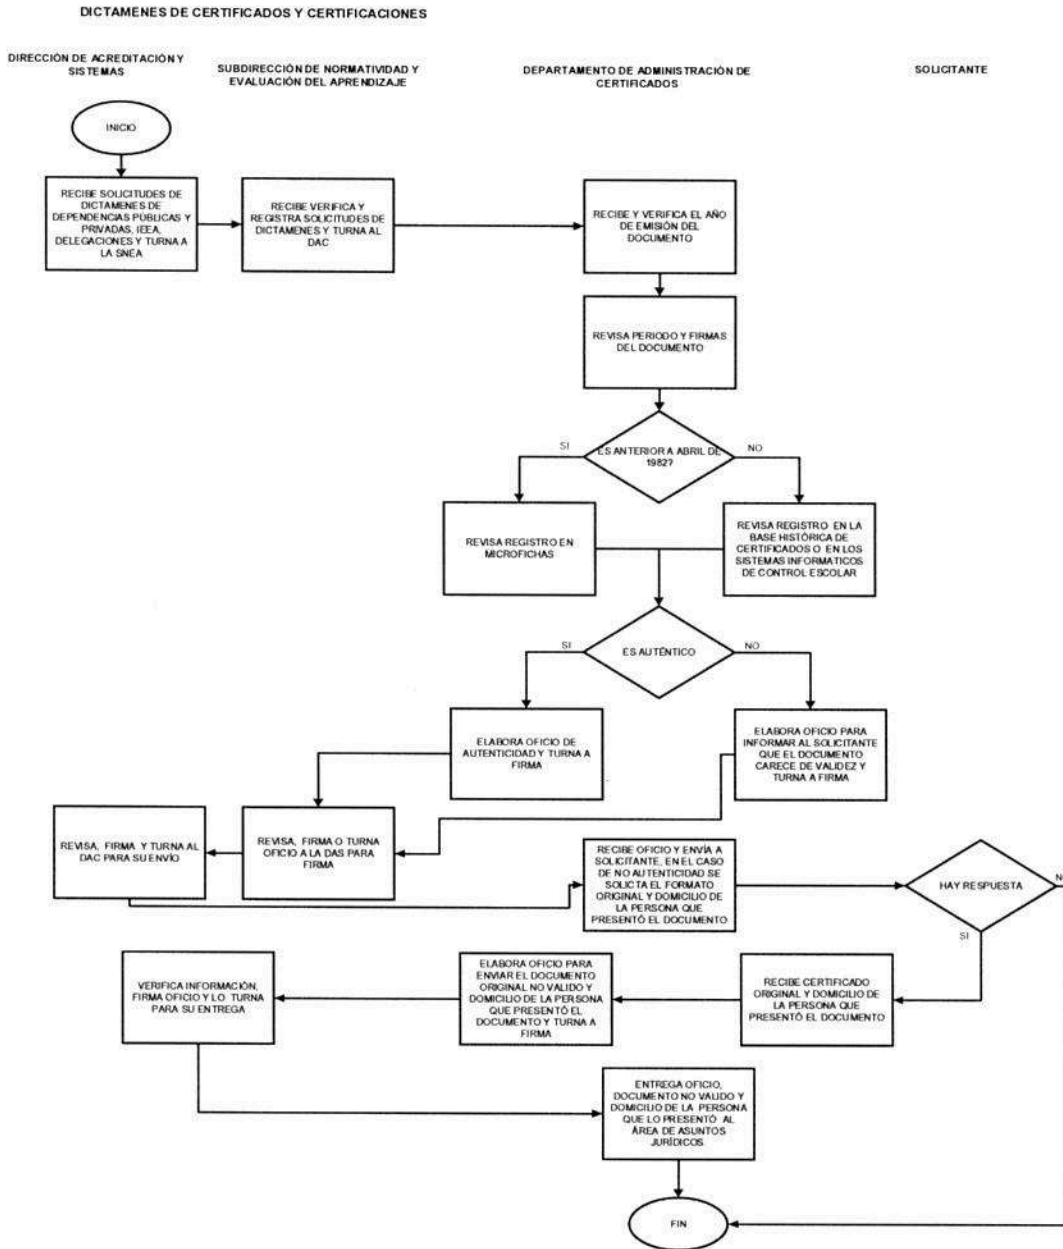 DICTAMENES DE CERTIFICADOS Y CERTIFICACIONES
DIRECCIÓN DE ACREDITACIÓN Y
SISTEMAS
SUBDIRECCIÓN DE NORMATIVIDAD Y
EVALUACIÓN DEL APRENDIZAJE
DEPARTAMENTO DE ADMINISTRACIÓN DE
CERTIFICADOS
SOLICITANTE
INICIO
RECIBE SOLICITUDES DE
DICTAMENES DE
DEPENDENCIAS PÚBLICAS Y
PRIVADAS, IEEA,
DELEGACIONES Y TURNA A
LA SNEA
RECIBE VERIFICA Y
REGISTRA SOLICITUDES DE
DICTAMENES Y TURNA AL
DAC
RECIBE Y VERIFICA EL AÑO
DE EMISIÓN DEL
DOCUMENTO
REVISA PERIODO Y FIRMAS
DEL DOCUMENTO
SI
ES ANTERIOR A ABRIL DE
1982?
NO
REVISA REGISTRO EN
MICROFICHAS
REVISA REGISTRO EN LA
BASE HISTÓRICA DE
CERTIFICADOS O EN LOS
SISTEMAS INFORMATICOS
DE CONTROL ESCOLAR
SI
ES AUTÉNTICO
NO
ELABORA OFICIO DE
AUTENTICIDAD Y TURNA A
FIRMA
ELABORA OFICIO PARA
INFORMAR AL SOLICITANTE
QUE EL DOCUMENTO
CARECE DE VALIDEZ Y
TURNA A FIRMA
REVISA, FIRMA Y TURNA AL
DAC PARA SU ENVÍO
REVISA, FIRMA O TURNA
OFICIO A LA DAS PARA
FIRMA
RECIBE OFICIO Y ENVÍA A
SOLICITANTE, EN EL CASO
DE NO AUTENTICIDAD SE
SOLICTA EL FORMATO
ORIGINAL Y DOMICILIO DE
LA PERSONA QUE
PRESENTÓ EL DOCUMENTO
HAY RESPUESTA
NO
SI
VERIFICA INFORMACIÓN,
FIRMA OFICIO Y LO TURNA
PARA SU ENTREGA
ELABORA OFICIO PARA
ENVIAR EL DOCUMENTO
ORIGINAL NO VALIDO Y
DOMICILIO DE LA PERSONA
QUE PRESENTÓ EL
DOCUMENTO Y TURNA A
FIRMA
RECIBE CERTIFICADO
ORIGINAL Y DOMICILIO DE
LA PERSONA QUE
PRESENTÓ EL DOCUMENTO
ENTREGA OFICIO,
DOCUMENTO NO VALIDO Y
DOMICILIO DE LA PERSONA
QUE LO PRESENTÓ AL
ÁREA DE ASUNTOS
JURÍDICOS
FIN